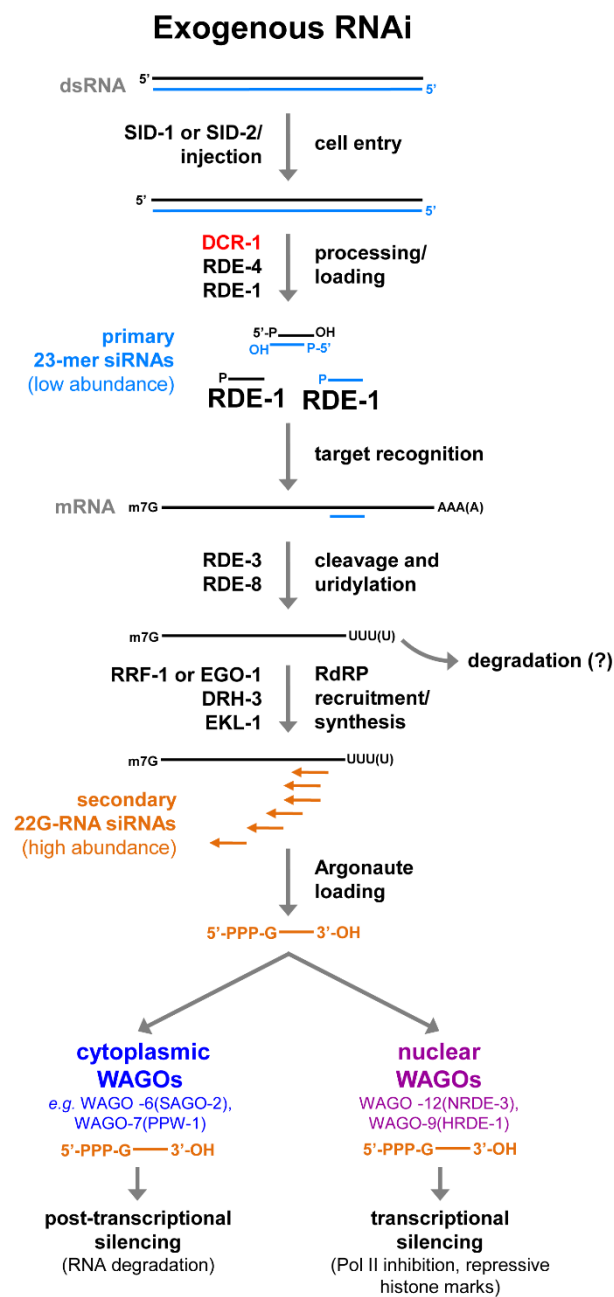 Exogenous RNAi
5'
dsRNA
5'
SID-1 or SID-2/
injection
cell entry
5'
5'
DCR-1
RDE-4
RDE-1
processing/
loading
primary
23-mer siRNAs
(low abundance)
5'-P OH
OH P-5'
P P
RDE-1 RDE-1
target recognition
mRNA m7G AAA(A)
RDE-3
RDE-8
cleavage and
uridylation
m7G UUU(U)
degradation (?)
RRF-1 or EGO-1
DRH-3
EKL-1
RdRP
recruitment/
synthesis
m7G UUU(U)
secondary
22G-RNA siRNAs
(high abundance)
Argonaute
loading
5'-PPP-G 3'-OH
cytoplasmic
WAGOs
e.g. WAGO -6(SAGO-2),
WAGO-7(PPW-1)
5'-PPP-G 3'-OH
post-transcriptional
silencing
(RNA degradation)
nuclear
WAGOs
WAGO -12(NRDE-3),
WAGO-9(HRDE-1)
5'-PPP-G 3'-OH
transcriptional
silencing
(Pol II inhibition, repressive
histone marks)